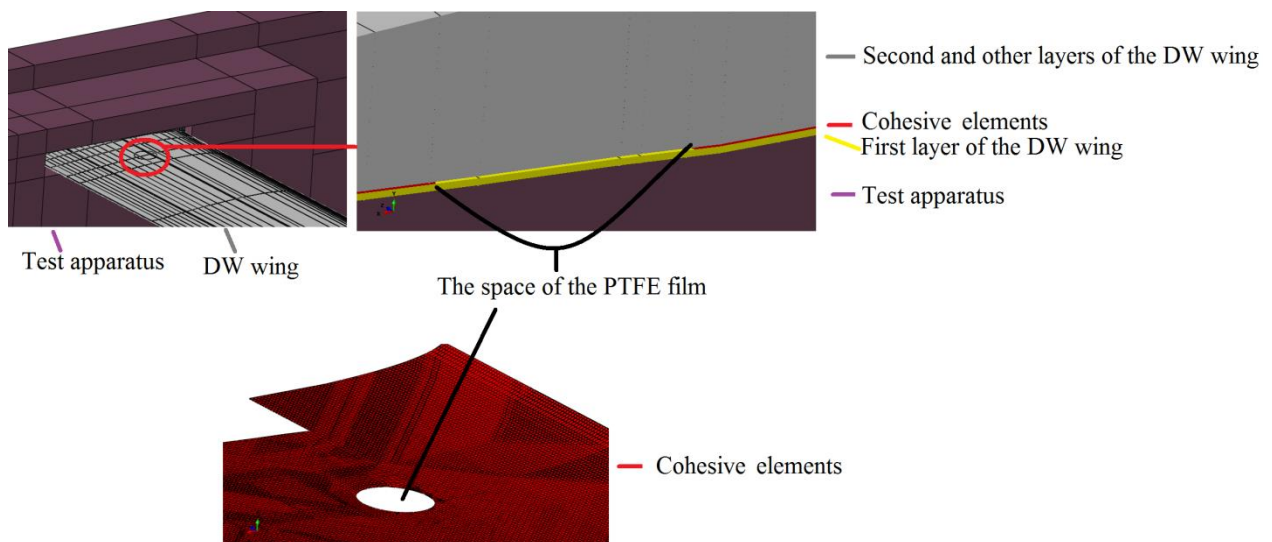 Second and other layers of the DW wing
Cohesive elements
First layer of the DW wing
Test apparatus
Test apparatus
DW wing
The space of the PTFE film
Cohesive elements